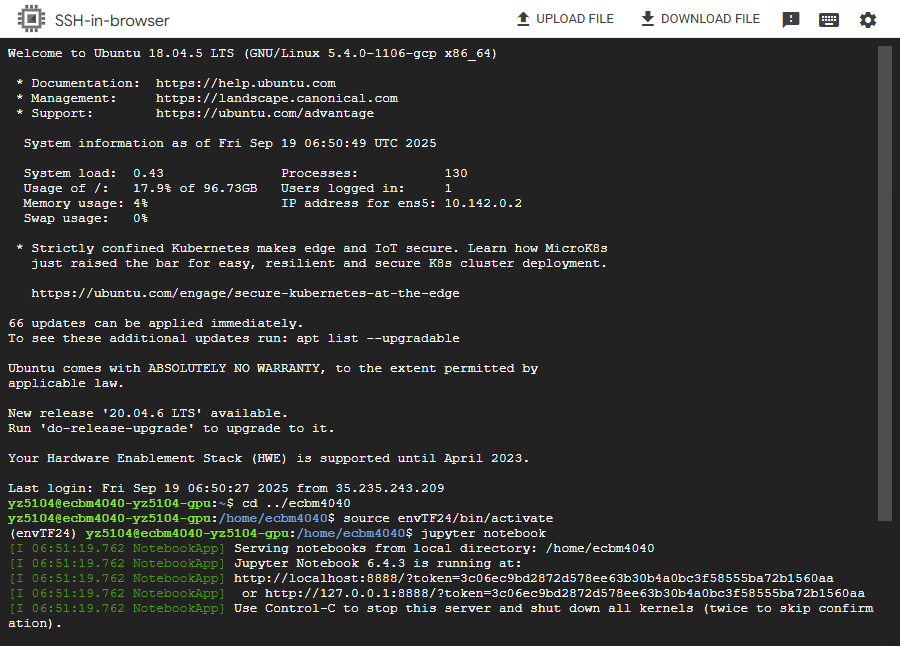 SSH-in-browser
UPLOAD FILE
DOWNLOAD FILE
Welcome to Ubuntu 18.04.5 LTS (GNU/Linux 5.4.0-1106-gcp x86_64)
* Documentation: https://help.ubuntu.com
* Management: https://landscape.canonical.com
* Support: https://ubuntu.com/advantage
System information as of Fri Sep 19 06:50:49 UTC 2025
System load: 0.43 Processes: 130
Usage of /: 17.9% of 96.73GB Users logged in: 1
Memory usage: 4% IP address for ens5: 10.142.0.2
Swap usage: 0%
* Strictly confined Kubernetes makes edge and IoT secure. Learn how MicroK8s
just raised the bar for easy, resilient and secure K8s cluster deployment.
https://ubuntu.com/engage/secure-kubernetes-at-the-edge
66 updates can be applied immediately.
To see these additional updates run: apt list --upgradable
Ubuntu comes with ABSOLUTELY NO WARRANTY, to the extent permitted by
applicable law.
New release '20.04.6 LTS' available.
Run 'do-release-upgrade' to upgrade to it.
Your Hardware Enablement Stack (HWE) is supported until April 2023.
Last login: Fri Sep 19 06:50:27 2025 from 35.235.243.209
yz5104@ecbm4040-yz5104-gpu:~$ cd ../ecbm4040
yz5104@ecbm4040-yz5104-gpu:/home/ecbm4040$ source envTF24/bin/activate
(envTF24) yz5104@ecbm4040-yz5104-gpu:/home/ecbm4040$ jupyter notebook
[I 06:51:19.762 NotebookApp] Serving notebooks from local directory: /home/ecbm4040
[I 06:51:19.762 NotebookApp] Jupyter Notebook 6.4.3 is running at:
[I 06:51:19.762 NotebookApp] http://localhost:8888/?token=3c06ec9bd2872d578ee63b30b4a0bc3f58555ba72b1560aa
[I 06:51:19.762 NotebookApp] or http://127.0.0.1:8888/?token=3c06ec9bd2872d578ee63b30b4a0bc3f58555ba72b1560aa
[I 06:51:19.762 NotebookApp] Use Control-C to stop this server and shut down all kernels (twice to skip confirm
ation).